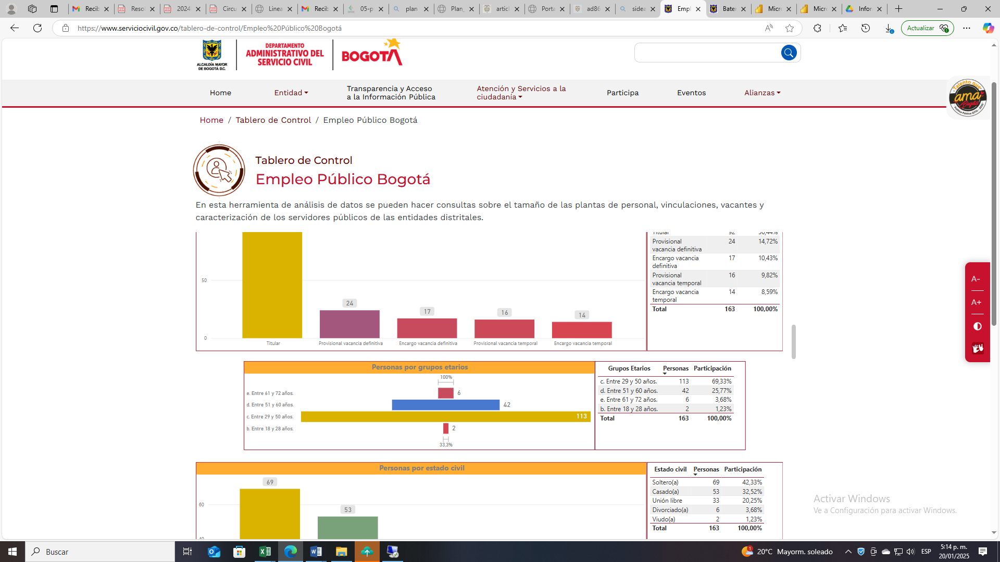 Recib
Resol
2024
Circu
Linea
Recib
05-p
plan
Plan_
articl
Porta
ad86
sidea
Empl
Bater
Micro
Micro
Infor
https://www.serviciocivil.gov.co/tablero-de-control/Empleo%20Público%20Bogotá
Actualizar
ALCALDÍA MAYOR
DE BOGOTÁ D.C.
DEPARTAMENTO
ADMINISTRATIVO DEL
SERVICIO CIVIL
BOGOTÁ
Home
Entidad
Transparencia y Acceso
a la Información Pública
Atención y Servicios a la
ciudadanía
Participa
Eventos
Alianzas
Talento que
ama
Bogotá
Home / Tablero de Control / Empleo Público Bogotá
Tablero de Control
Empleo Público Bogotá
En esta herramienta de análisis de datos se pueden hacer consultas sobre el tamaño de las plantas de personal, vinculaciones, vacantes y
caracterización de los servidores públicos de las entidades distritales.
50
0
24
17
16
14
Titular
Provisional vacancia definitiva
Encargo vacancia definitiva
Provisional vacancia temporal
Encargo vacancia temporal
Titular 92 56,44%
Provisional
vacancia definitiva 24 14,72%
Encargo vacancia
definitiva 17 10,43%
Provisional
vacancia temporal 16 9,82%
Encargo vacancia
temporal 14 8,59%
Total 163 100,00%
A-
A+
Personas por grupos etarios
100%
e. Entre 61 y 72 años. 6
d. Entre 51 y 60 años. 42
c. Entre 29 y 50 años. 113
b. Entre 18 y 28 años. 2
33,3%
Grupos Etarios Personas Participación
c. Entre 29 y 50 años. 113 69,33%
d. Entre 51 y 60 años. 42 25,77%
e. Entre 61 y 72 años. 6 3,68%
b. Entre 18 y 28 años. 2 1,23%
Total 163 100,00%
Personas por estado civil
69
53
60
40
Estado civil Personas Participación
Soltero(a) 69 42,33%
Casado(a) 53 32,52%
Unión libre 33 20,25%
Divorciado(a) 6 3,68%
Viudo(a) 2 1,23%
Total 163 100,00%
Activar Windows
Ve a Configuración para activar Windows.
Buscar
1
20°C Mayorm. soleado
ESP
5:14 p. m.
20/01/2025